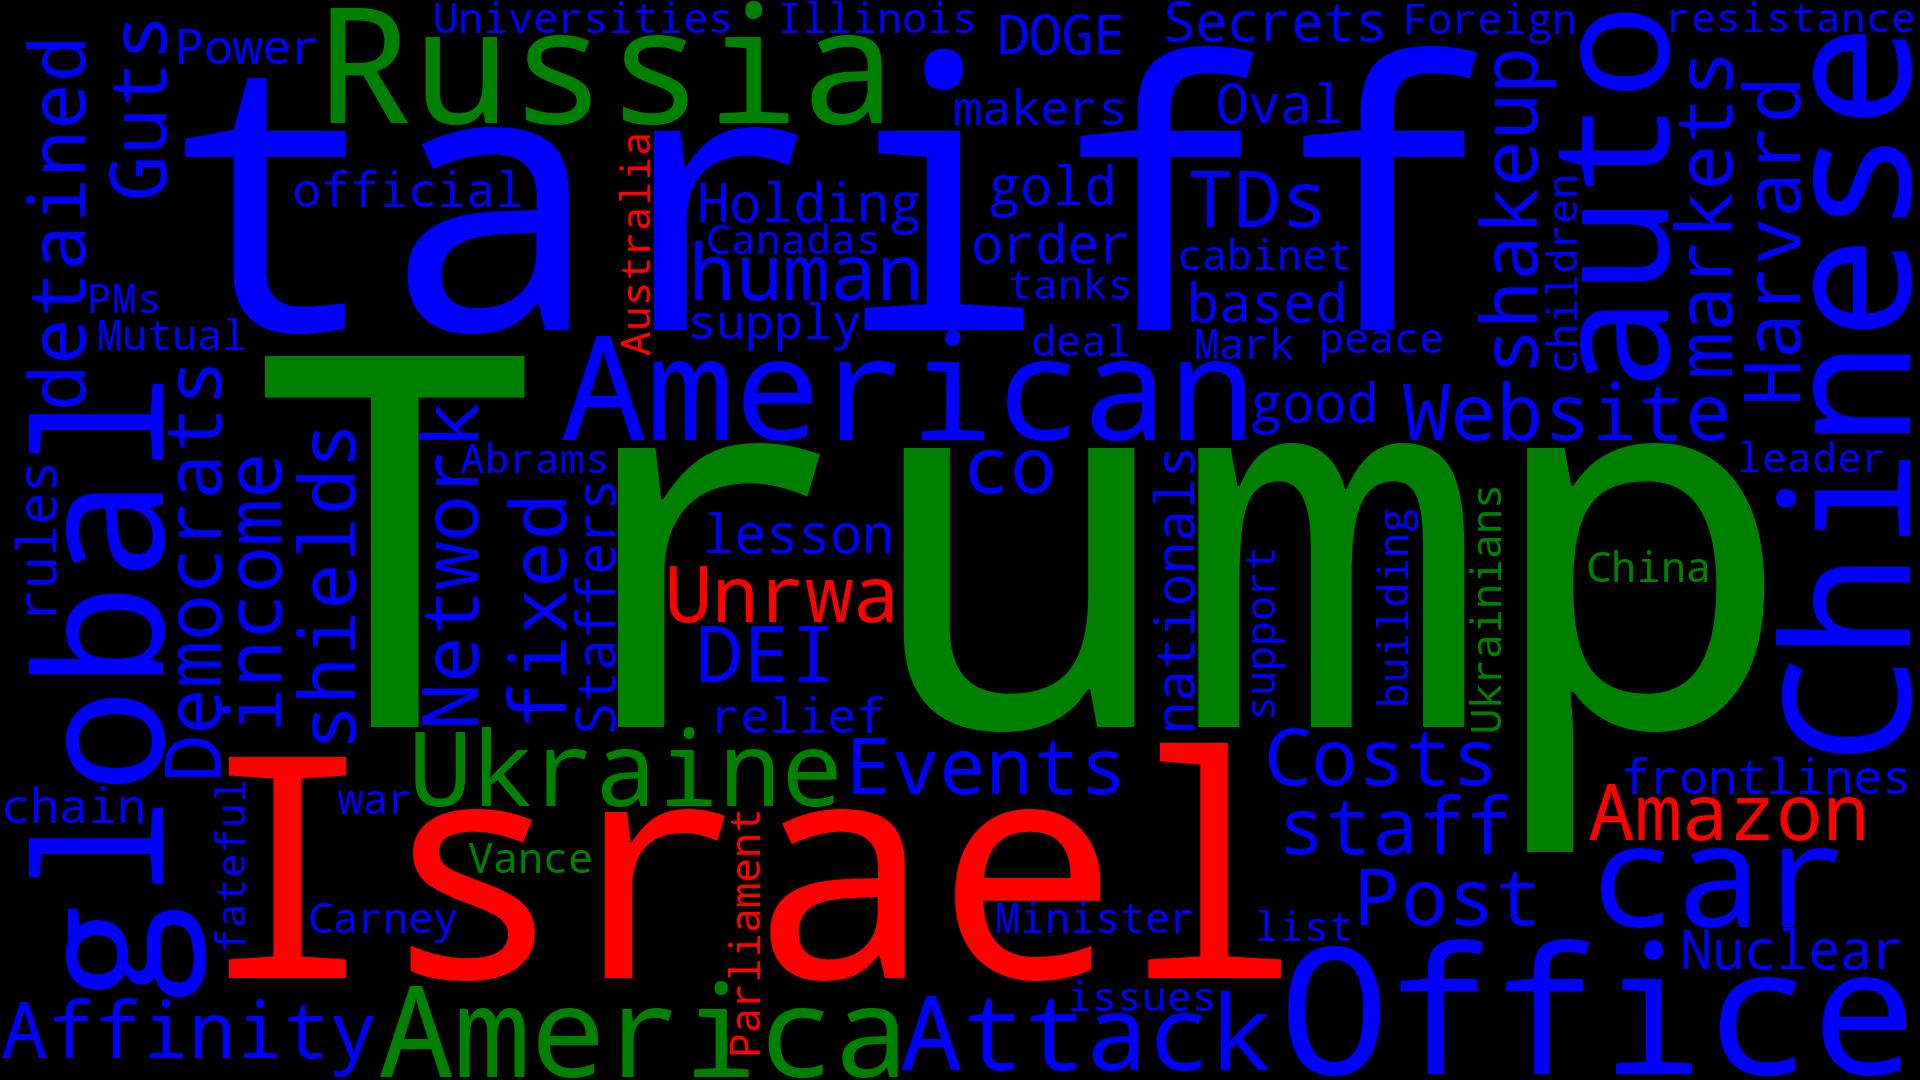 Universities
Illinois
DOGE
Secrets
Foreign
resistance
Power
Russia
Guts
detained
tariff
makers
Oval
auto
Chinese
shakeup
markets
Harvard
official
Australia
Holding
gold
TDs
children
Canadas
order
cabinet
human
tanks
based
PMs
supply
Mutual
deal
Mark
peace
American
good
Website
global
Democrats
Trump
Network
Abrams
co
leader
rules
income
shields
fixed
Staffers
lesson
nationals
support
building
Ukrainians
China
Unrwa
DEI
relief
Ukraine
Events
Costs
frontlines
chain
fateful
war
Israel
staff
Amazon
Vance
Parliament
car
Post
Carney
Minister
list
Nuclear
Affinity
America
Attack
issues
Office